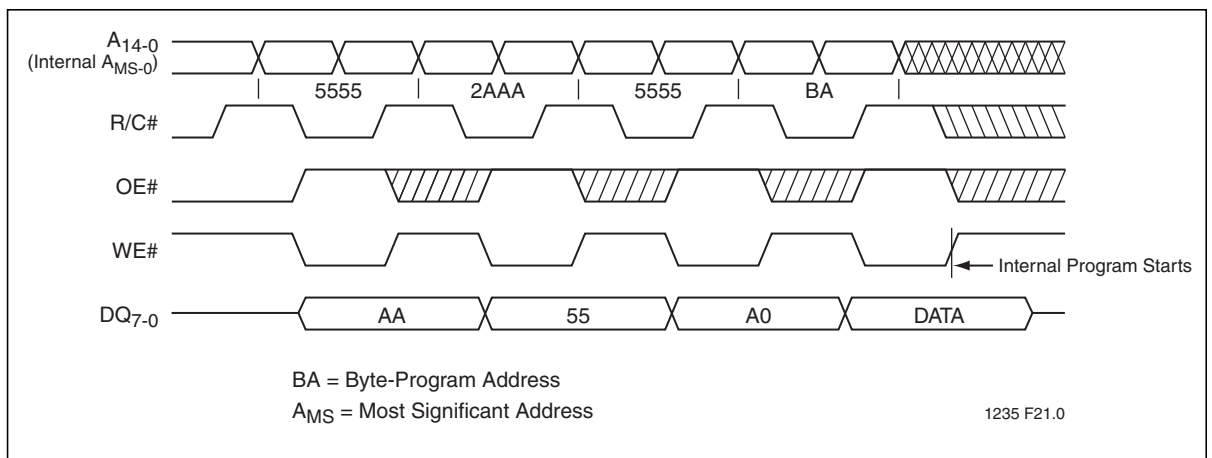 A14-0
(Internal AMS-0)
5555 2AAA 5555 BA
R/C#
OE#
WE#
Internal Program Starts
DQ7-0 AA 55 A0 DATA
BA = Byte-Program Address
AMS = Most Significant Address
1235 F21.0